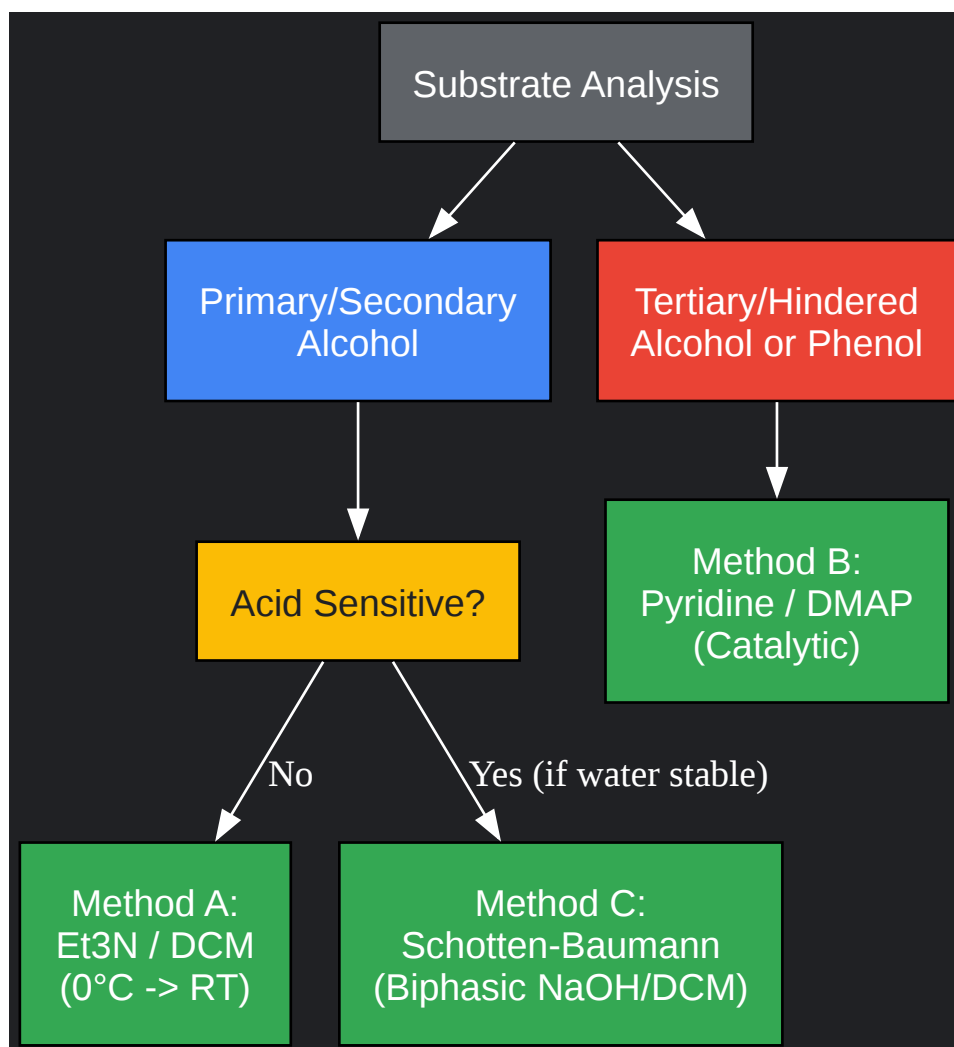 Substrate Analysis
Primary/Secondary
Alcohol
Tertiary/Hindered
Alcohol or Phenol
Acid Sensitive?
Method B:
Pyridine / DMAP
(Catalytic)
No
Yes (if water stable)
Method A:
Et3N / DCM
(0°C -> RT)
Method C:
Schotten-Baumann
(Biphasic NaOH/DCM)